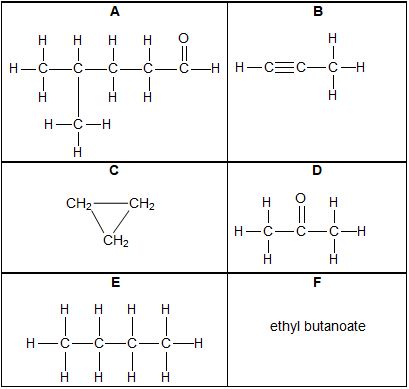 A
H H H H O
H C C C C C H
H H H
H C H
H
B
H
H C C C H
H
C
CH2 CH2
CH2
D
H O H
H C C C H
H H
E
H H H H
H C C C C H
H H H H
F
ethyl butanoate